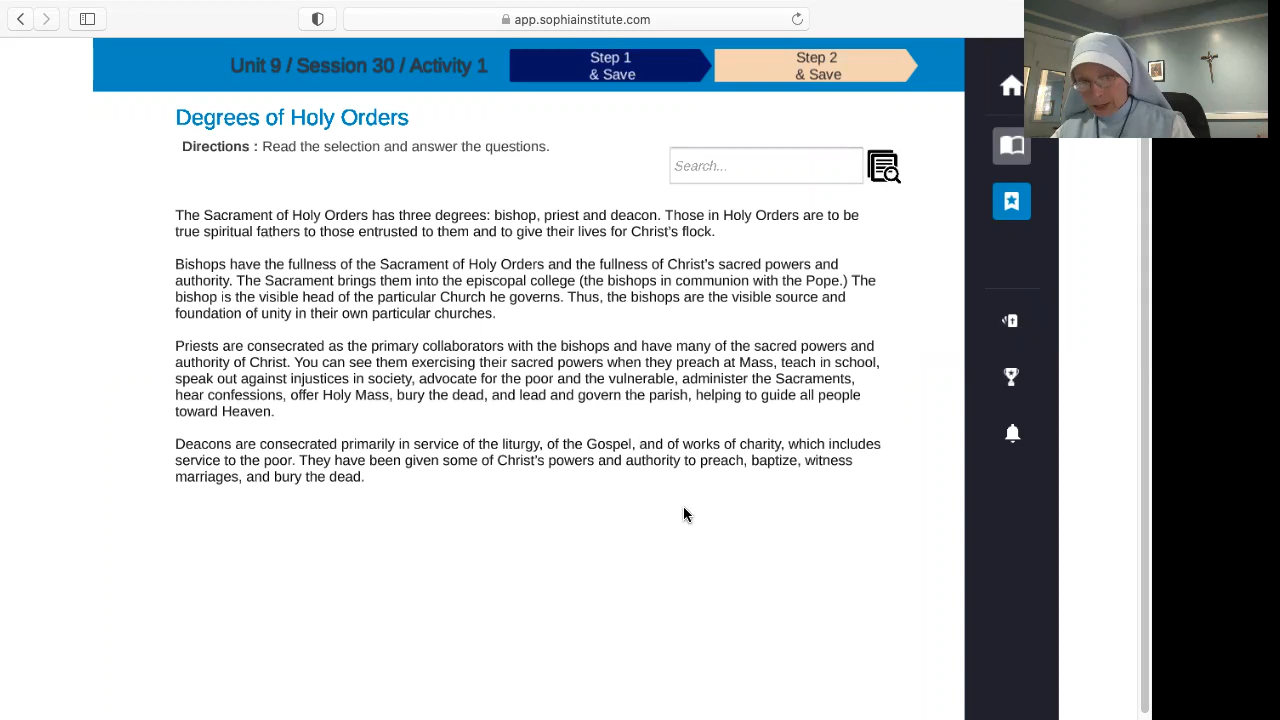 app.sophiainstitute.com
Unit 9 / Session 30 / Activity 1
Step 1
& Save
Step 2
& Save
Degrees of Holy Orders
Directions : Read the selection and answer the questions.
Search...
The Sacrament of Holy Orders has three degrees: bishop, priest and deacon. Those in Holy Orders are to be
true spiritual fathers to those entrusted to them and to give their lives for Christ's flock.
Bishops have the fullness of the Sacrament of Holy Orders and the fullness of Christ's sacred powers and
authority. The Sacrament brings them into the episcopal college (the bishops in communion with the Pope.) The
bishop is the visible head of the particular Church he governs. Thus, the bishops are the visible source and
foundation of unity in their own particular churches.
Priests are consecrated as the primary collaborators with the bishops and have many of the sacred powers and
authority of Christ. You can see them exercising their sacred powers when they preach at Mass, teach in school,
speak out against injustices in society, advocate for the poor and the vulnerable, administer the Sacraments,
hear confessions, offer Holy Mass, bury the dead, and lead and govern the parish, helping to guide all people
toward Heaven.
Deacons are consecrated primarily in service of the liturgy, of the Gospel, and of works of charity, which includes
service to the poor. They have been given some of Christ's powers and authority to preach, baptize, witness
marriages, and bury the dead.